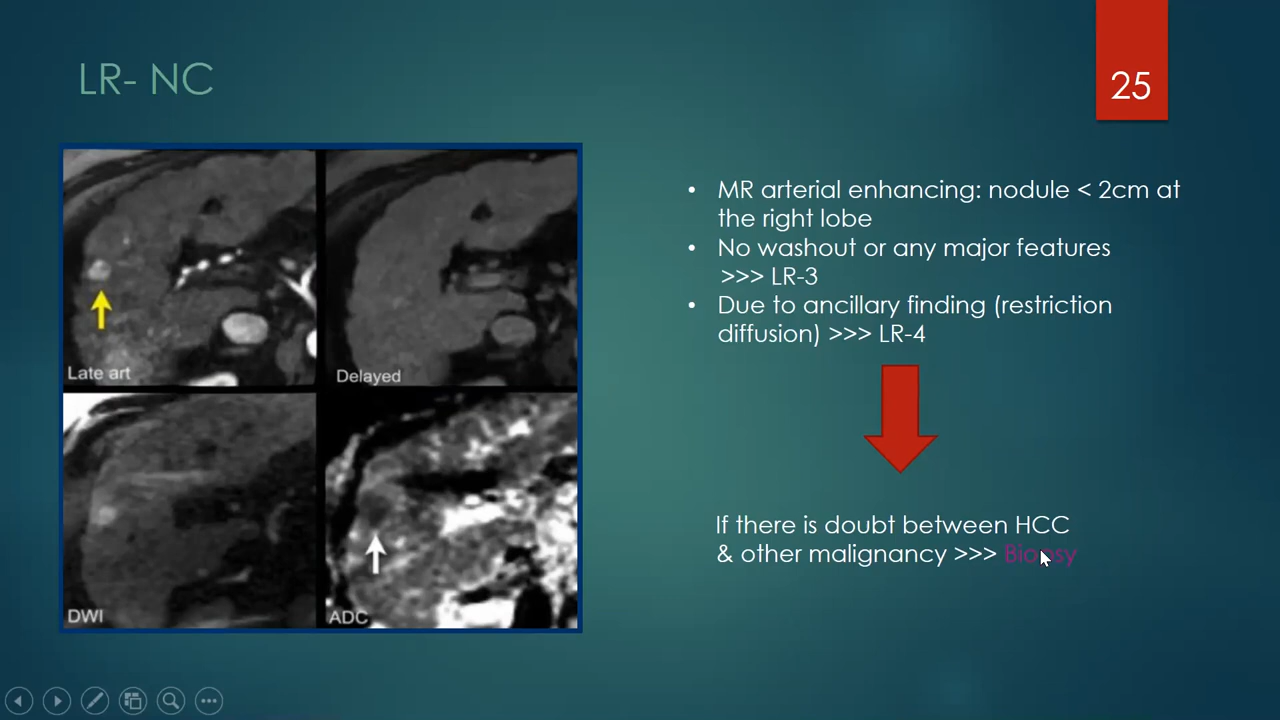 LR- NC
25
Late art
Delayed
DWI
ADC
• MR arterial enhancing: nodule < 2cm at
the right lobe
• No washout or any major features
>>> LR-3
• Due to ancillary finding (restriction
diffusion) >>> LR-4
If there is doubt between HCC
& other malignancy >>> Biopsy